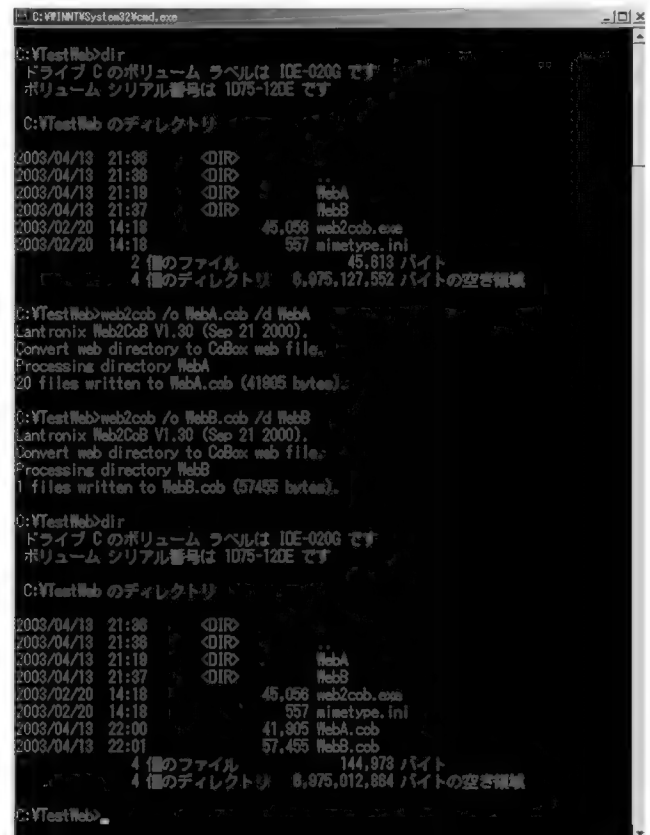 C:¥WINNT¥System32¥cmd.exe
C:¥TestWeb>dir
ドライブ C のボリューム ラベルは IDE-020G です
ボリューム シリアル番号は 1D75-12DE です
C:¥TestWeb のディレクトリ
2003/04/13 21:36 <DIR> .
2003/04/13 21:36 <DIR> ..
2003/04/13 21:19 <DIR> WebA
2003/04/13 21:37 <DIR> WebB
2003/02/20 14:18 45,056 web2cob.exe
2003/02/20 14:18 557 mimetype.ini
2 個のファイル 45,613 バイト
4 個のディレクトリ 6,975,127,552 バイトの空き領域
C:¥TestWeb>web2cob /o WebA.cob /d WebA
Lantronix Web2CoB V1.30 (Sep 21 2000).
Convert web directory to CoBox web file.
Processing directory WebA
20 files written to WebA.cob (41905 bytes).
C:¥TestWeb>web2cob /o WebB.cob /d WebB
Lantronix Web2CoB V1.30 (Sep 21 2000).
Convert web directory to CoBox web file.
Processing directory WebB
1 files written to WebB.cob (57455 bytes).
C:¥TestWeb>dir
ドライブ C のボリューム ラベルは IDE-020G です
ボリューム シリアル番号は 1D75-12DE です
C:¥TestWeb のディレクトリ
2003/04/13 21:36 <DIR> .
2003/04/13 21:36 <DIR> ..
2003/04/13 21:19 <DIR> WebA
2003/04/13 21:37 <DIR> WebB
2003/02/20 14:18 45,056 web2cob.exe
2003/02/20 14:18 557 mimetype.ini
2003/04/13 22:00 41,905 WebA.cob
2003/04/13 22:01 57,455 WebB.cob
4 個のファイル 144,973 バイト
4 個のディレクトリ 6,975,012,864 バイトの空き領域
C:¥TestWeb>_